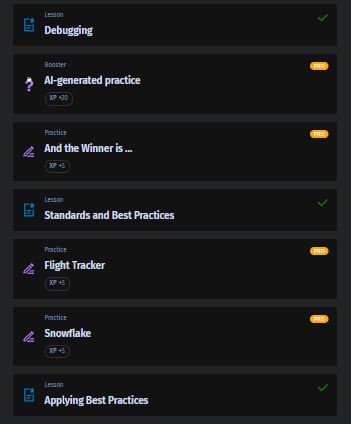 Lesson
Debugging
Booster
PRO
AI-generated practice
XP +20
Practice
PRO
And the Winner is ...
XP +5
Lesson
Standards and Best Practices
Practice
PRO
Flight Tracker
XP +5
Practice
PRO
Snowflake
XP +5
Lesson
Applying Best Practices